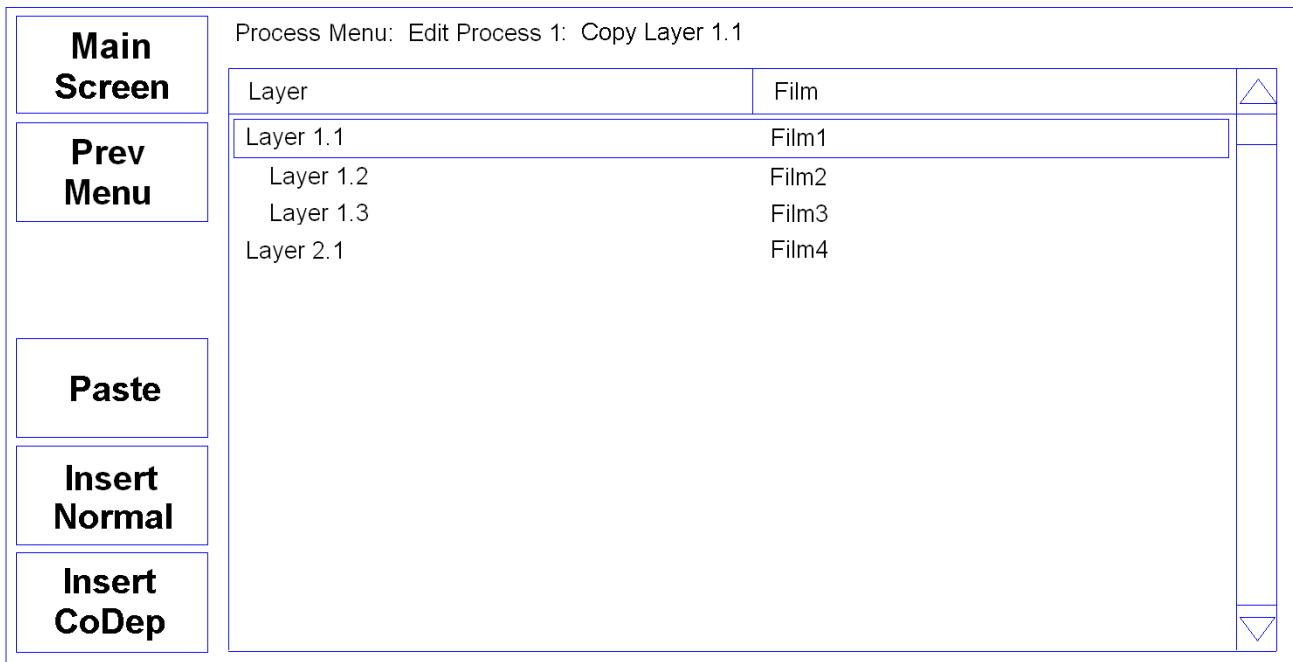 Main
Screen
Prev
Menu
Paste
Insert
Normal
Insert
CoDep
Process Menu: Edit Process 1: Copy Layer 1.1
Layer Film
Layer 1.1 Film1
Layer 1.2 Film2
Layer 1.3 Film3
Layer 2.1 Film4